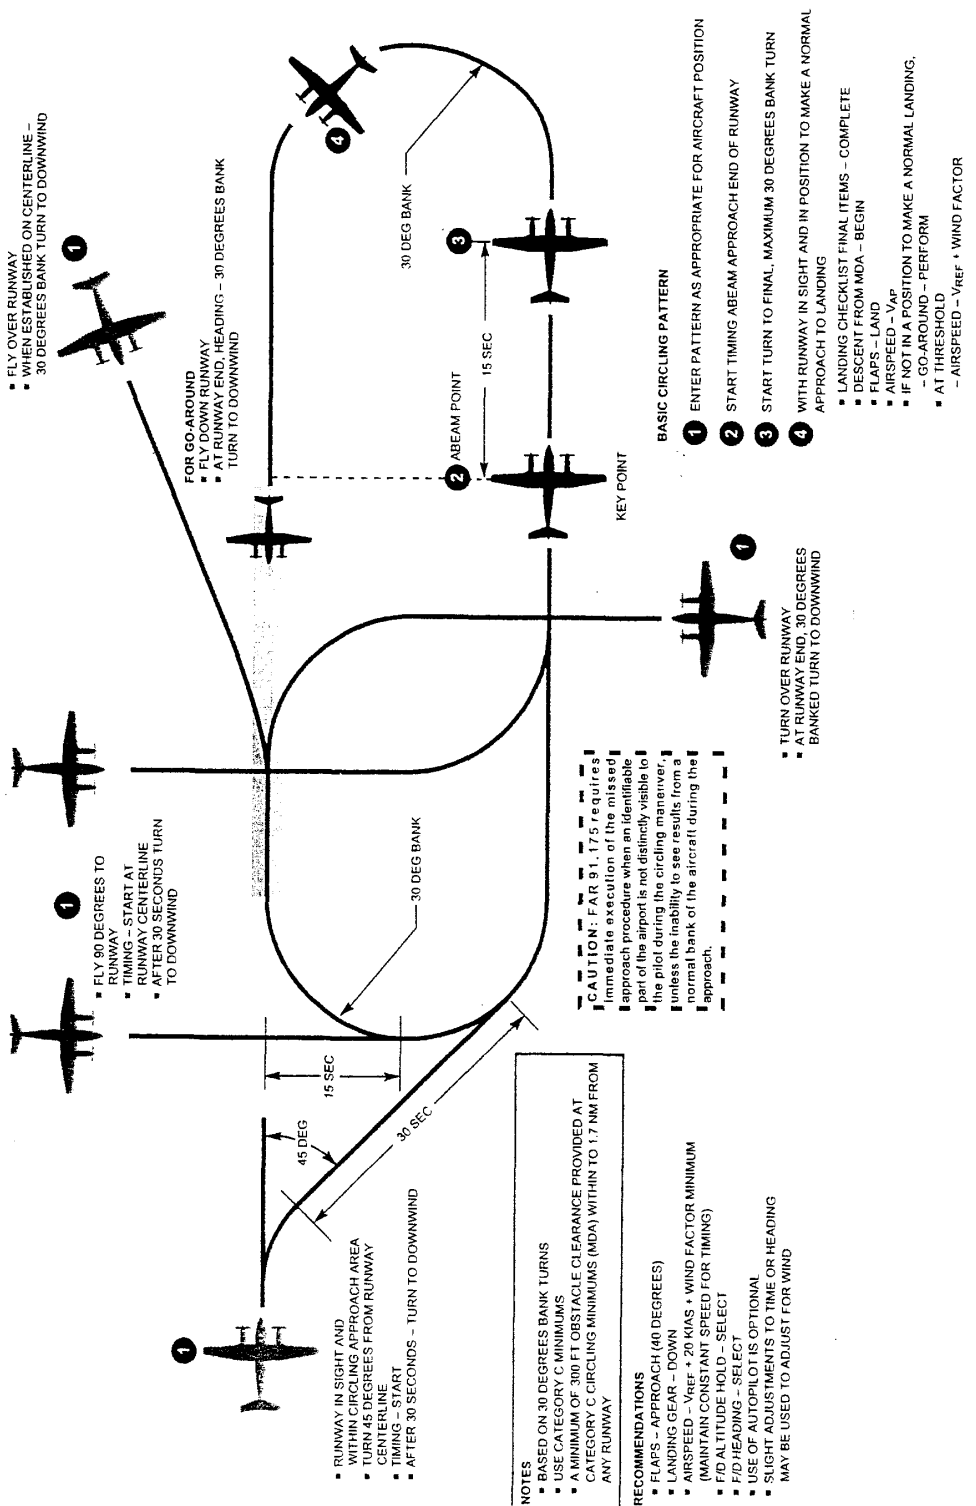 ■ FLY OVER RUNWAY
■ WHEN ESTABLISHED ON CENTERLINE –
30 DEGREES BANK TURN TO DOWNWIND
1
■ FLY 90 DEGREES TO
RUNWAY
■ TIMING – START AT
RUNWAY CENTERLINE
■ AFTER 30 SECONDS TURN
TO DOWNWIND
1
FOR GO-AROUND
■ FLY DOWN RUNWAY
■ AT RUNWAY END, HEADING – 30 DEGREES BANK
TURN TO DOWNWIND
4
30 DEG BANK
3
15 SEC
2 ABEAM POINT
KEY POINT
30 DEG BANK
15 SEC
45 DEG
30 SEC
1
■ RUNWAY IN SIGHT AND
WITHIN CIRCLING APPROACH AREA
■ TURN 45 DEGREES FROM RUNWAY
CENTERLINE
■ TIMING – START
■ AFTER 30 SECONDS – TURN TO DOWNWIND
1
■ TURN OVER RUNWAY
■ AT RUNWAY END, 30 DEGREES
BANKED TURN TO DOWNWIND
CAUTION: FAR 91.175 requires
immediate execution of the missed
approach procedure when an identifiable
part of the airport is not distinctly visible to
the pilot during the circling maneuver,
unless the inability to see results from a
normal bank of the aircraft during the
approach.
NOTES
■ BASED ON 30 DEGREES BANK TURNS
■ USE CATEGORY C MINIMUMS
■ A MINIMUM OF 300 FT OBSTACLE CLEARANCE PROVIDED AT
CATEGORY C CIRCLING MINIMUMS (MDA) WITHIN TO 1.7 NM FROM
ANY RUNWAY
RECOMMENDATIONS
■ FLAPS – APPROACH (40 DEGREES)
■ LANDING GEAR – DOWN
■ AIRSPEED – VREF + 20 KIAS + WIND FACTOR MINIMUM
(MAINTAIN CONSTANT SPEED FOR TIMING)
■ F/D ALTITUDE HOLD – SELECT
■ F/D HEADING – SELECT
■ USE OF AUTOPILOT IS OPTIONAL
■ SLIGHT ADJUSTMENTS TO TIME OR HEADING
MAY BE USED TO ADJUST FOR WIND
BASIC CIRCLING PATTERN
1 ENTER PATTERN AS APPROPRIATE FOR AIRCRAFT POSITION
2 START TIMING ABEAM APPROACH END OF RUNWAY
3 START TURN TO FINAL, MAXIMUM 30 DEGREES BANK TURN
4 WITH RUNWAY IN SIGHT AND IN POSITION TO MAKE A NORMAL
APPROACH TO LANDING
■ LANDING CHECKLIST FINAL ITEMS – COMPLETE
■ DESCENT FROM MDA – BEGIN
■ FLAPS – LAND
■ AIRSPEED – VAP
■ IF NOT IN A POSITION TO MAKE A NORMAL LANDING,
– GO-AROUND – PERFORM
■ AT THRESHOLD
– AIRSPEED – VREF + WIND FACTOR